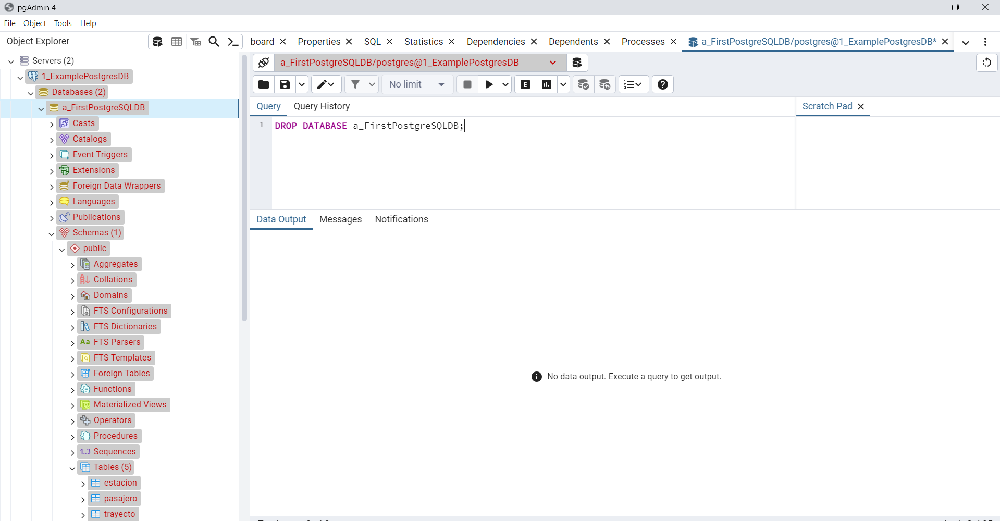 pgAdmin 4
File Object Tools Help
Object Explorer
board Properties SQL Statistics Dependencies Dependents Processes a_FirstPostgreSQLDB/postgres@1_ExamplePostgresDB*
Servers (2)
1_ExamplePostgresDB
Databases (2)
a_FirstPostgreSQLDB
Casts
Catalogs
Event Triggers
Extensions
Foreign Data Wrappers
Languages
Publications
Schemas (1)
public
Aggregates
Collations
Domains
FTS Configurations
FTS Dictionaries
Aa FTS Parsers
FTS Templates
Foreign Tables
Functions
Materialized Views
Operators
Procedures
1..3 Sequences
Tables (5)
estacion
pasajero
trayecto
a_FirstPostgreSQLDB/postgres@1_ExamplePostgresDB
No limit
E
Query Query History
Scratch Pad
1 DROP DATABASE a_FirstPostgreSQLDB;
Data Output Messages Notifications
No data output. Execute a query to get output.